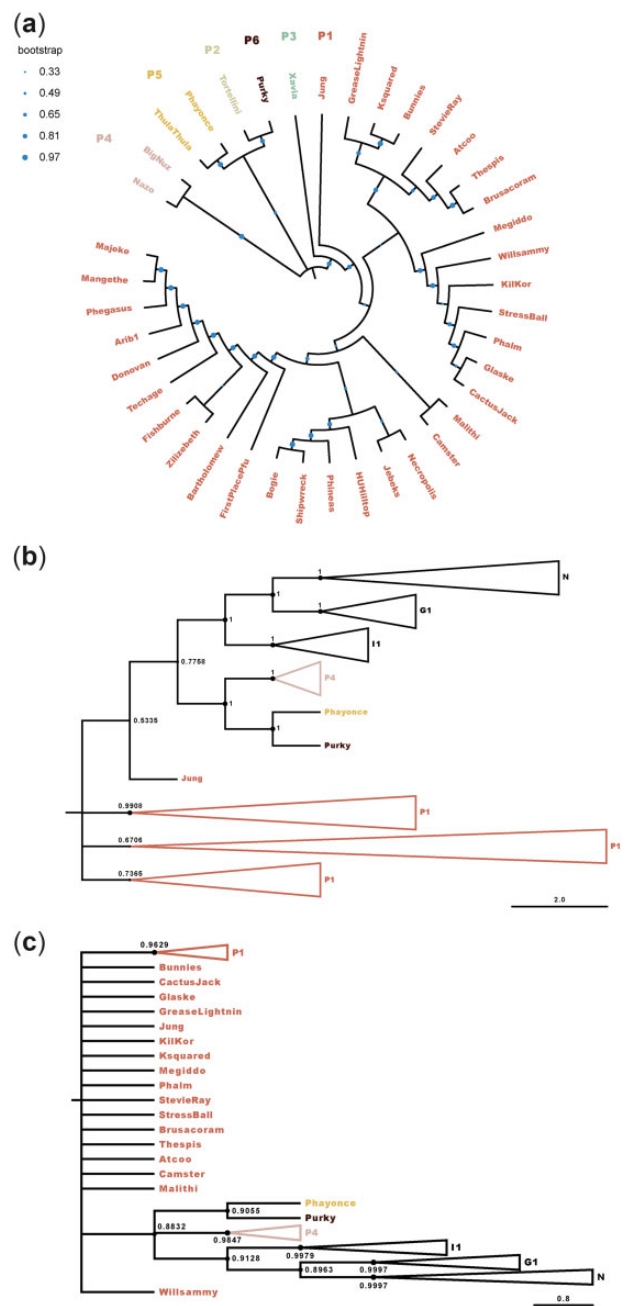 (a)
bootstrap
0.33
0.49
0.65
0.81
0.97
P4
P5
P2
P6
P3
P1
Nazo
BigNuz
ThulaThula
Phayonce
Tortellini
Purky
Xavia
Jung
GreaseLightnin
Ksquared
Bunnies
StevieRay
Atcoo
Thespis
Brusacoram
Megiddo
Willsammy
KilKor
StressBall
Phalm
Glaske
CactusJack
Malithi
Camster
Necropolis
Jebeks
HUHilltop
Phineas
Shipwreck
Bogie
FirstPlacePfu
Bartholomew
Zilizebeth
Fishburne
Techage
Donovan
Arib1
Phegasus
Mangethe
Majeke
(b)
1
N
1
1
G1
1
1
I1
0.7758
1
P4
1
Phayonce
1
Purky
0.5335
Jung
0.9908
P1
0.6706
P1
0.7365
P1
2.0
(c)
0.9629
P1
Bunnies
CactusJack
Glaske
GreaseLightnin
Jung
KilKor
Ksquared
Megiddo
Phalm
StevieRay
StressBall
Brusacoram
Thespis
Atcoo
Camster
Malithi
Phayonce
0.9055
Purky
0.8832
P4
0.9847
I1
0.9979
0.9128
G1
0.8963
0.9997
N
0.9997
Willsammy
0.8